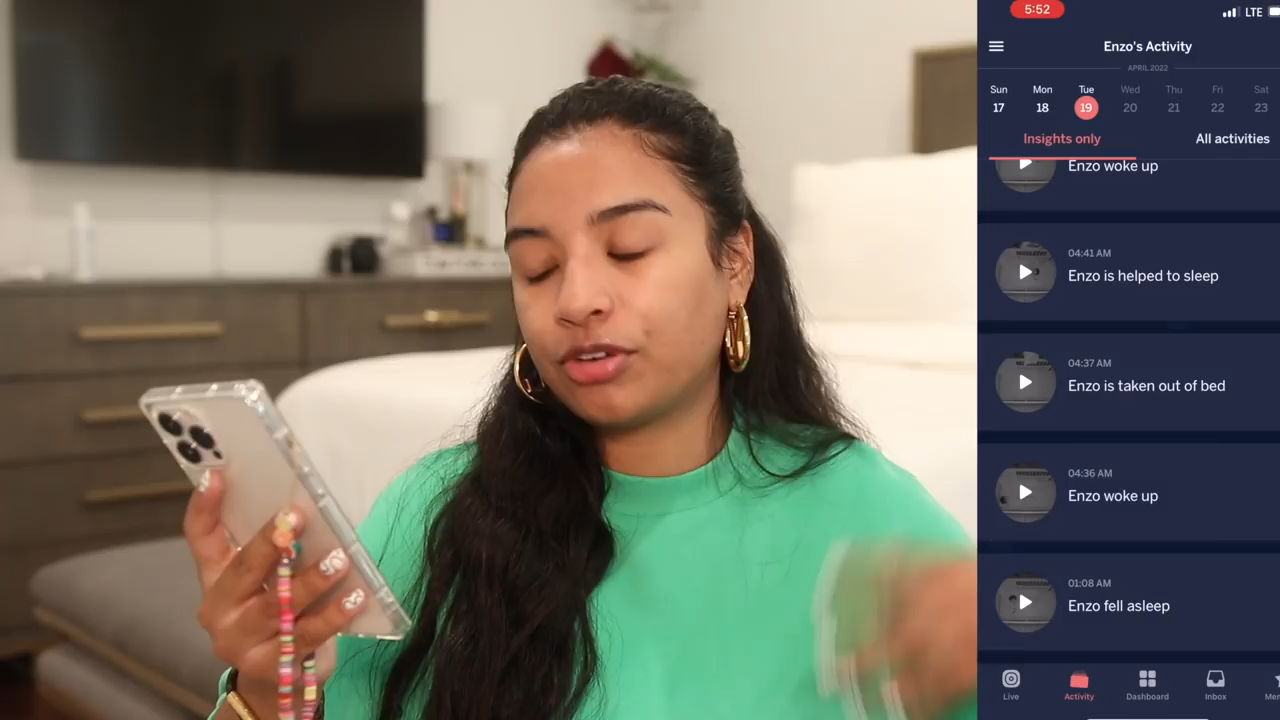 5:52
LTE
Enzo's Activity
APRIL 2022
Sun Mon Tue Wed Thu Fri Sat
17 18 19 20 21 22 23
Insights only All activities
Enzo woke up
04:41 AM
Enzo is helped to sleep
04:37 AM
Enzo is taken out of bed
04:36 AM
Enzo woke up
01:08 AM
Enzo fell asleep
Live Activity Dashboard Inbox